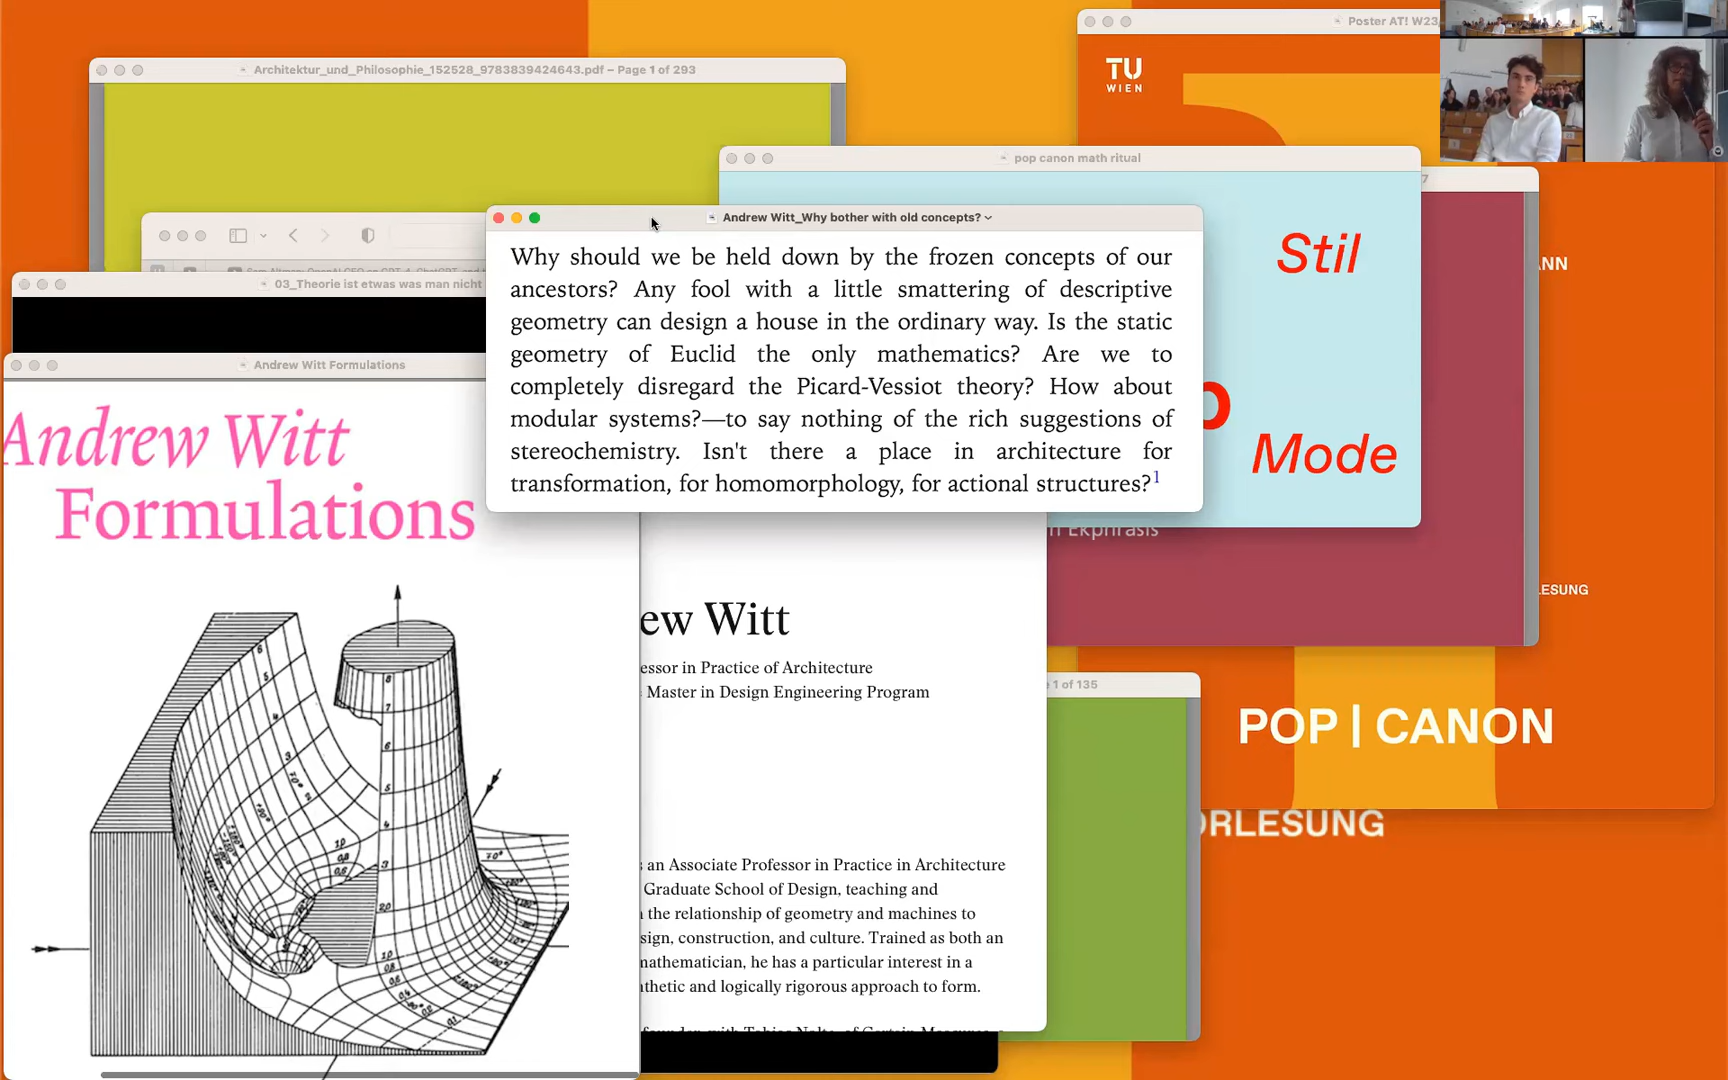 Architektur_und_Philosophie_152528_9783839424643.pdf – Page 1 of 293
Poster AT! W23
TU
WIEN
pop canon math ritual
Stil
Mode
Andrew Witt_Why bother with old concepts?
Why should we be held down by the frozen concepts of our
ancestors? Any fool with a little smattering of descriptive
geometry can design a house in the ordinary way. Is the static
geometry of Euclid the only mathematics? Are we to
completely disregard the Picard-Vessiot theory? How about
modular systems?—to say nothing of the rich suggestions of
stereochemistry. Isn't there a place in architecture for
transformation, for homomorphology, for actional structures?1
03_Theorie ist etwas was man nicht
Andrew Witt Formulations
Andrew Witt
Formulations
Ekphrasis
ew Witt
essor in Practice of Architecture
Master in Design Engineering Program
an Associate Professor in Practice in Architecture
Graduate School of Design, teaching and
the relationship of geometry and machines to
sign, construction, and culture. Trained as both an
mathematician, he has a particular interest in a
nthetic and logically rigorous approach to form.
1 of 135
ANN
LESUNG
POP | CANON
ORLESUNG